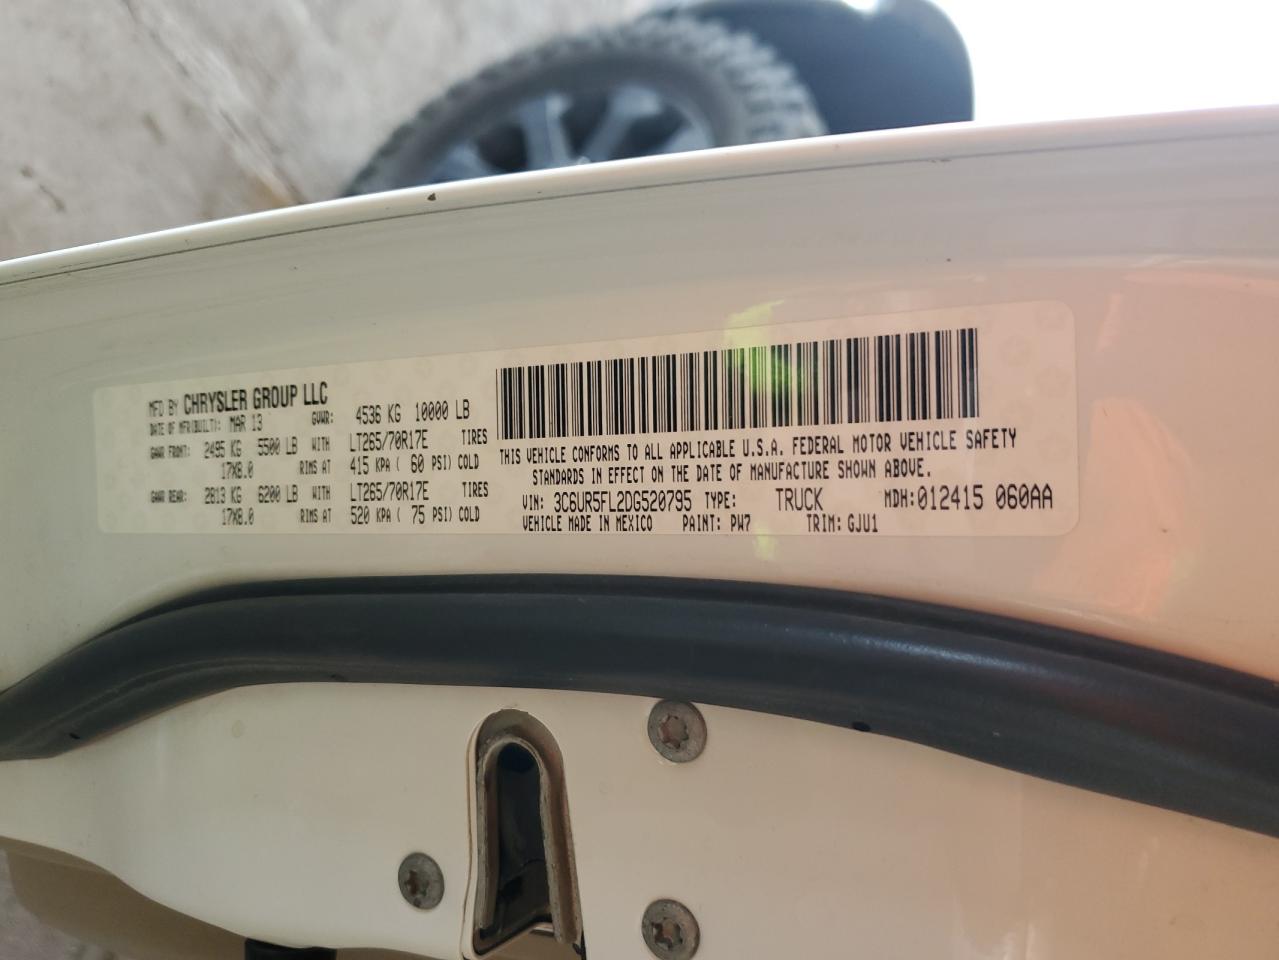 MFD BY CHRYSLER GROUP LLC
DATE OF MFR(BUILT): MAR 13 GVWR: 4536 KG 10000 LB
GAWR FRONT: 2495 KG 5500 LB WITH LT265/70R17E TIRES
17X8.0 RIMS AT 415 KPA ( 60 PSI) COLD
GAWR REAR: 2813 KG 6200 LB WITH LT265/70R17E TIRES
17X8.0 RIMS AT 520 KPA ( 75 PSI) COLD
THIS VEHICLE CONFORMS TO ALL APPLICABLE U.S.A. FEDERAL MOTOR VEHICLE SAFETY
STANDARDS IN EFFECT ON THE DATE OF MANUFACTURE SHOWN ABOVE.
VIN: 3C6UR5FL2DG520795 TYPE: TRUCK MDH:012415 060AA
VEHICLE MADE IN MEXICO PAINT: PW7 TRIM: GJU1